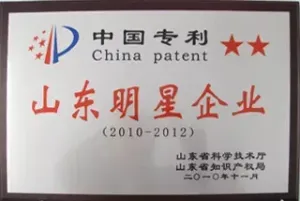 中国专利
China patent
山东明星企业
(2010-2012)
山东省科学技术厅
山东省知识产权局
二〇一〇年十一月